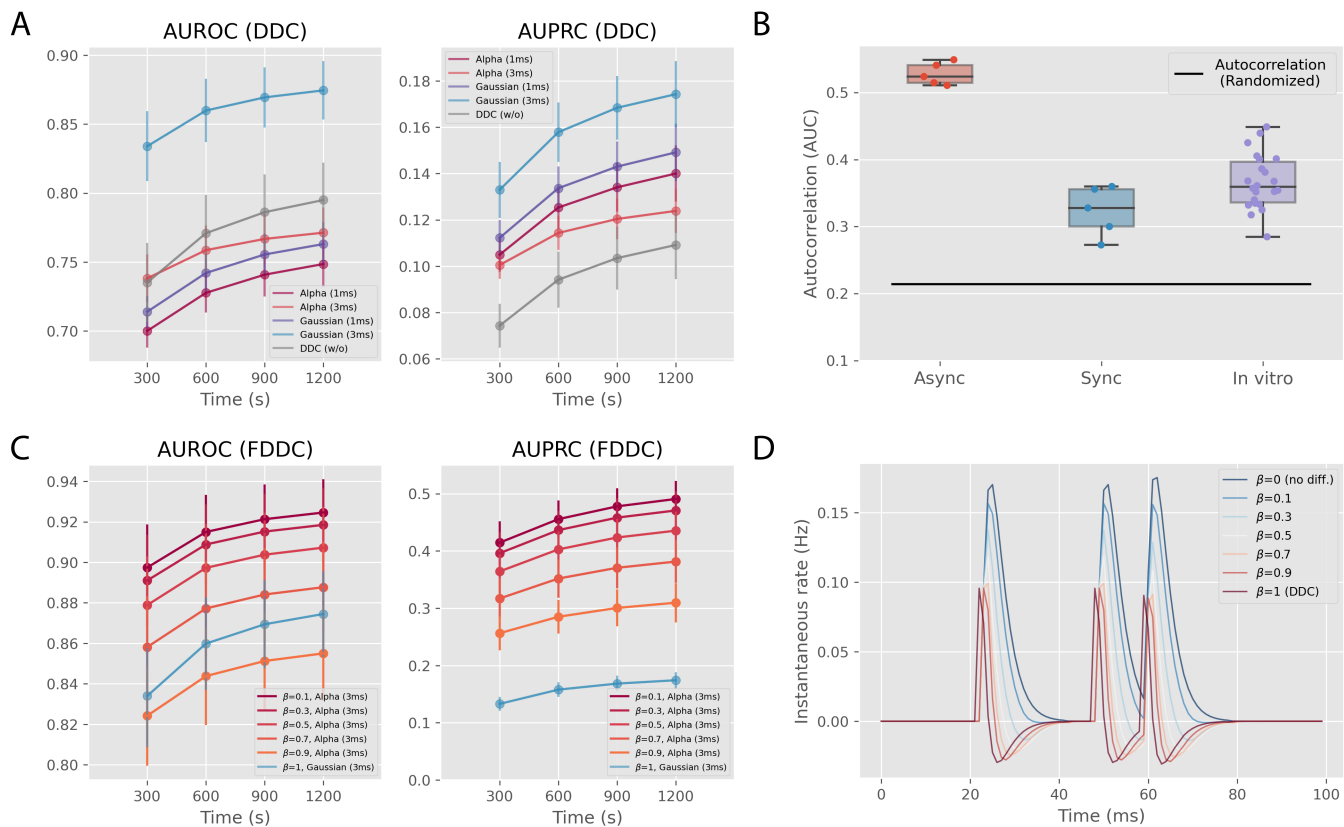 A
AUROC (DDC)
0.90
0.85
0.80
0.75
0.70
Alpha (1ms)
Alpha (3ms)
Gaussian (1ms)
Gaussian (3ms)
DDC (w/o)
300
600
900
1200
Time (s)
AUPRC (DDC)
0.18
0.16
0.14
0.12
0.10
0.08
0.06
Alpha (1ms)
Alpha (3ms)
Gaussian (1ms)
Gaussian (3ms)
DDC (w/o)
300
600
900
1200
Time (s)
B
Autocorrelation (AUC)
0.5
0.4
0.3
0.2
0.1
Autocorrelation
(Randomized)
Async
Sync
In vitro
C
AUROC (FDDC)
0.94
0.92
0.90
0.88
0.86
0.84
0.82
0.80
β=0.1, Alpha (3ms)
β=0.3, Alpha (3ms)
β=0.5, Alpha (3ms)
β=0.7, Alpha (3ms)
β=0.9, Alpha (3ms)
β=1, Gaussian (3ms)
300
600
900
1200
Time (s)
AUPRC (FDDC)
0.5
0.4
0.3
0.2
0.1
0.0
β=0.1, Alpha (3ms)
β=0.3, Alpha (3ms)
β=0.5, Alpha (3ms)
β=0.7, Alpha (3ms)
β=0.9, Alpha (3ms)
β=1, Gaussian (3ms)
300
600
900
1200
Time (s)
D
Instantaneous rate (Hz)
0.15
0.10
0.05
0.00
β=0 (no diff.)
β=0.1
β=0.3
β=0.5
β=0.7
β=0.9
β=1 (DDC)
0
20
40
60
80
100
Time (ms)